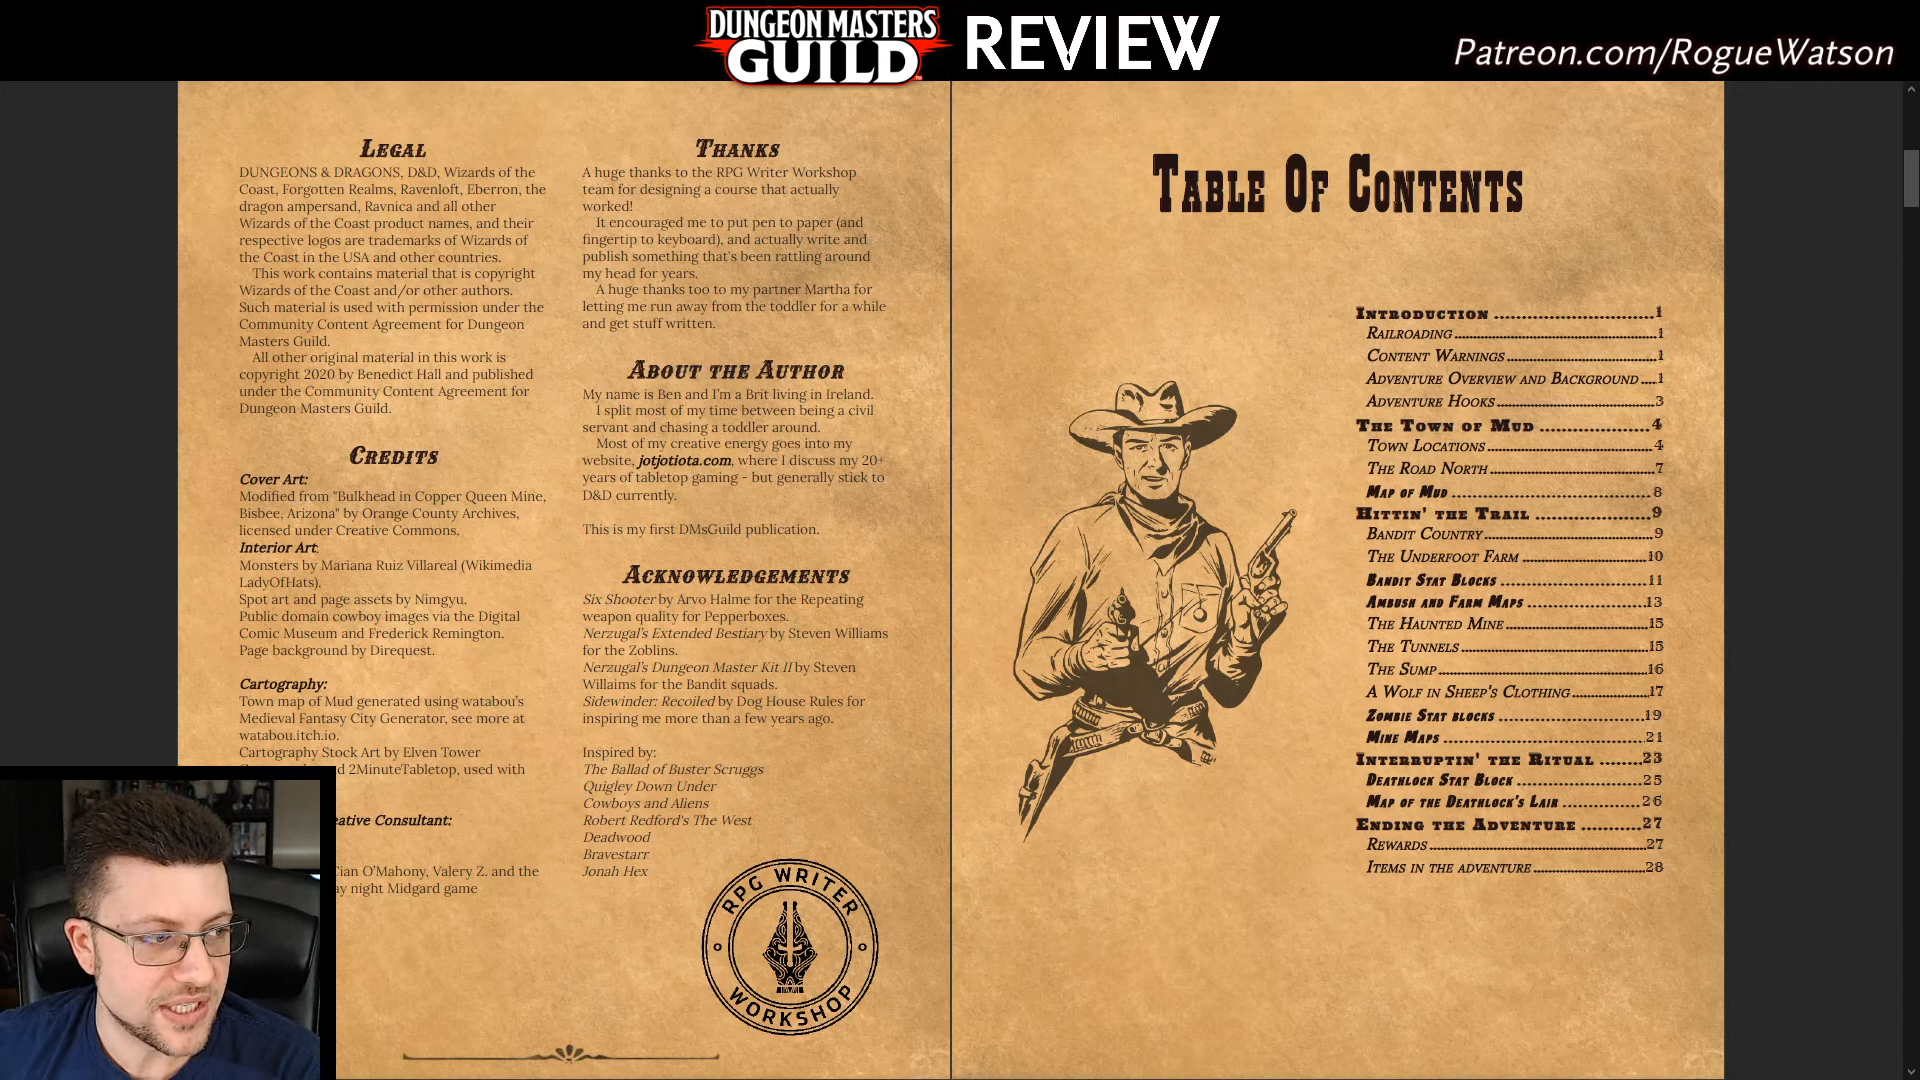 DUNGEON MASTERS
GUILD
REVIEW
Patreon.com/RogueWatson
LEGAL
DUNGEONS & DRAGONS, D&D, Wizards of the
Coast, Forgotten Realms, Ravenloft, Eberron, the
dragon ampersand, Ravnica and all other
Wizards of the Coast product names, and their
respective logos are trademarks of Wizards of
the Coast in the USA and other countries.
This work contains material that is copyright
Wizards of the Coast and/or other authors.
Such material is used with permission under the
Community Content Agreement for Dungeon
Masters Guild.
All other original material in this work is
copyright 2020 by Benedict Hall and published
under the Community Content Agreement for
Dungeon Masters Guild.
CREDITS
Cover Art:
Modified from "Bulkhead in Copper Queen Mine,
Bisbee, Arizona" by Orange County Archives,
licensed under Creative Commons.
Interior Art:
Monsters by Mariana Ruiz Villareal (Wikimedia
LadyOfHats).
Spot art and page assets by Nimgyu.
Public domain cowboy images via the Digital
Comic Museum and Frederick Remington.
Page background by Direquest.
Cartography:
Town map of Mud generated using watabou's
Medieval Fantasy City Generator, see more at
watabou.itch.io.
Cartography Stock Art by Elven Tower
d 2MinuteTabletop, used with
eative Consultant:
Cian O'Mahony, Valery Z. and the
ay night Midgard game
THANKS
A huge thanks to the RPG Writer Workshop
team for designing a course that actually
worked!
It encouraged me to put pen to paper (and
fingertip to keyboard), and actually write and
publish something that's been rattling around
my head for years.
A huge thanks too to my partner Martha for
letting me run away from the toddler for a while
and get stuff written.
ABOUT THE AUTHOR
My name is Ben and I'm a Brit living in Ireland.
I split most of my time between being a civil
servant and chasing a toddler around.
Most of my creative energy goes into my
website, jotjotiota.com, where I discuss my 20+
years of tabletop gaming - but generally stick to
D&D currently.
This is my first DMsGuild publication.
ACKNOWLEDGEMENTS
Six Shooter by Arvo Halme for the Repeating
weapon quality for Pepperboxes.
Nerzugal's Extended Bestiary by Steven Williams
for the Zoblins.
Nerzugal's Dungeon Master Kit II by Steven
Willaims for the Bandit squads.
Sidewinder: Recoiled by Dog House Rules for
inspiring me more than a few years ago.
Inspired by:
The Ballad of Buster Scruggs
Quigley Down Under
Cowboys and Aliens
Robert Redford's The West
Deadwood
Bravestarr
Jonah Hex
RPG WRITER
WORKSHOP
TABLE OF CONTENTS
INTRODUCTION ........ 1
RAILROADING ........ 1
CONTENT WARNINGS ........ 1
ADVENTURE OVERVIEW AND BACKGROUND .... 1
ADVENTURE HOOKS ........ 3
THE TOWN OF MUD ........ 4
TOWN LOCATIONS ........ 4
THE ROAD NORTH ........ 7
MAP OF MUD ........ 8
HITTIN' THE TRAIL ........ 9
BANDIT COUNTRY ........ 9
THE UNDERFOOT FARM ........ 10
BANDIT STAT BLOCKS ........ 11
AMBUSH AND FARM MAPS ........ 13
THE HAUNTED MINE ........ 15
THE TUNNELS ........ 15
THE SUMP ........ 16
A WOLF IN SHEEP'S CLOTHING ........ 17
ZOMBIE STAT BLOCKS ........ 19
MINE MAPS ........ 21
INTERRUPTIN' THE RITUAL ....... 23
DEATHLOCK STAT BLOCK ........ 25
MAP OF THE DEATHLOCK'S LAIR ........ 26
ENDING THE ADVENTURE ........ 27
REWARDS ........ 27
ITEMS IN THE ADVENTURE ........ 28